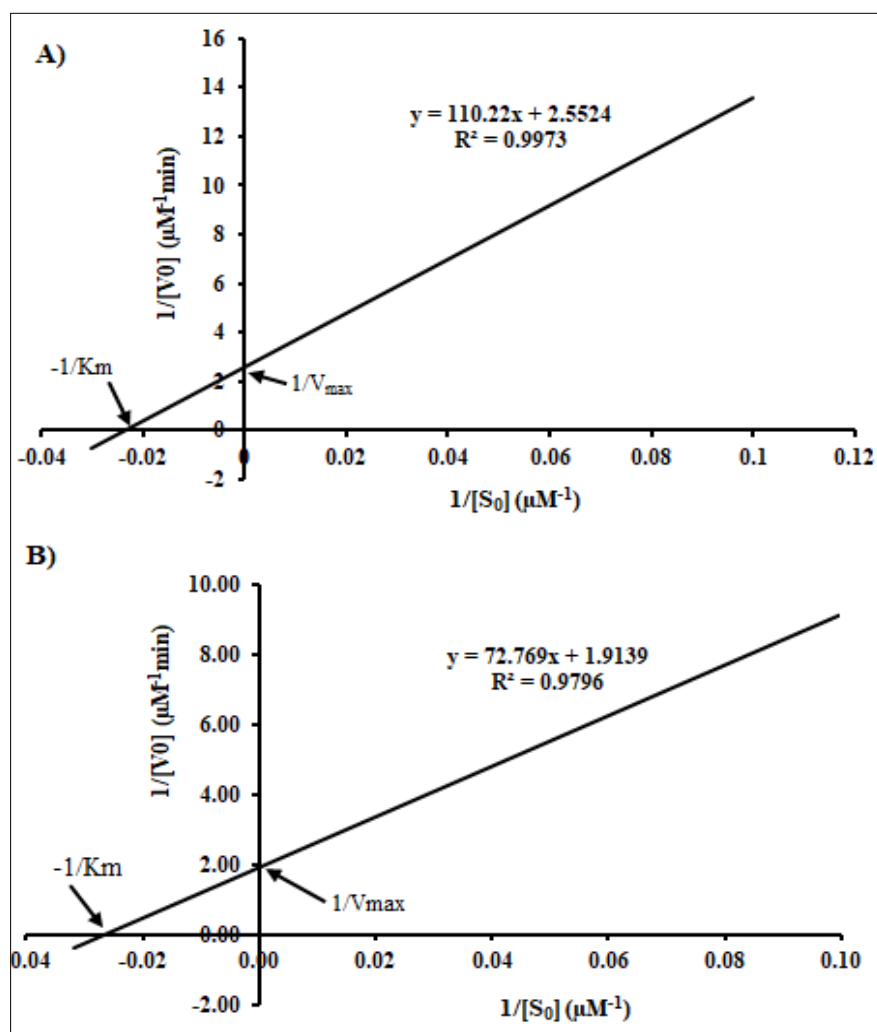 A)
16
14
12
10
8
6
4
2
0
-2
1/[V0] (µM⁻¹min)
y = 110.22x + 2.5524
R² = 0.9973
-1/Km
1/Vmax
-0.04 -0.02 0 0.02 0.04 0.06 0.08 0.1 0.12
1/[S₀] (µM⁻¹)
B)
10.00
8.00
6.00
4.00
2.00
0.00
-2.00
1/[V0] (µM⁻¹min)
y = 72.769x + 1.9139
R² = 0.9796
-1/Km
1/Vmax
0.04 -0.02 0.00 0.02 0.04 0.06 0.08 0.10
1/[S₀] (µM⁻¹)